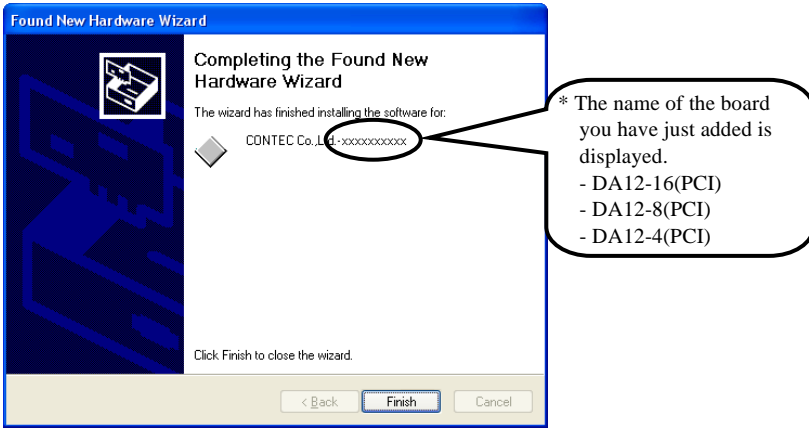 Found New Hardware Wizard
Completing the Found New
Hardware Wizard
The wizard has finished installing the software for:
CONTEC Co.,Ltd.-xxxxxxxxxx
Click Finish to close the wizard.
< Back
Finish
Cancel
* The name of the board
you have just added is
displayed.
- DA12-16(PCI)
- DA12-8(PCI)
- DA12-4(PCI)